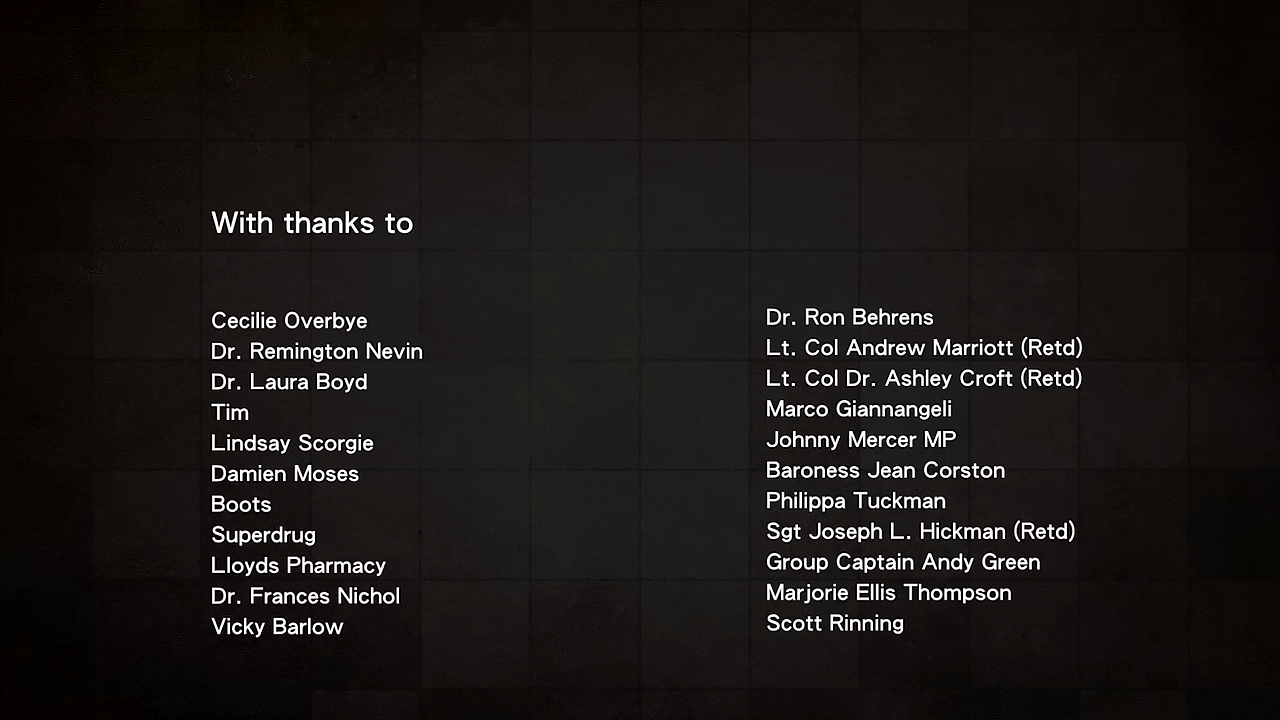 With thanks to
Cecilie Overbye
Dr. Remington Nevin
Dr. Laura Boyd
Tim
Lindsay Scorgie
Damien Moses
Boots
Superdrug
Lloyds Pharmacy
Dr. Frances Nichol
Vicky Barlow
Dr. Ron Behrens
Lt. Col Andrew Marriott (Retd)
Lt. Col Dr. Ashley Croft (Retd)
Marco Giannangeli
Johnny Mercer MP
Baroness Jean Corston
Philippa Tuckman
Sgt Joseph L. Hickman (Retd)
Group Captain Andy Green
Marjorie Ellis Thompson
Scott Rinning